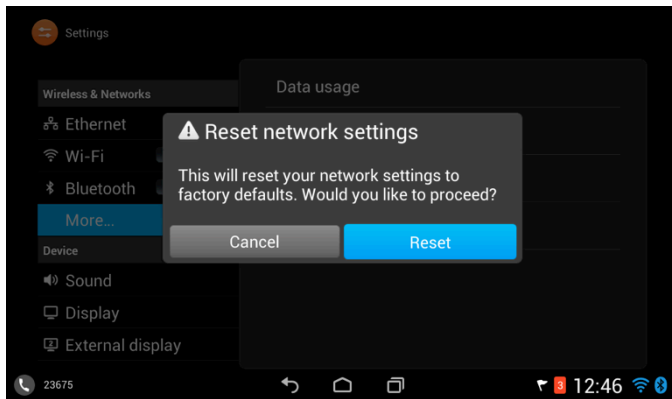 Settings
Wireless & Networks
Ethernet
Wi-Fi
Bluetooth
More...
Device
Sound
Display
External display
Data usage
Reset network settings
This will reset your network settings to
factory defaults. Would you like to proceed?
Cancel
Reset
23675
3
12:46